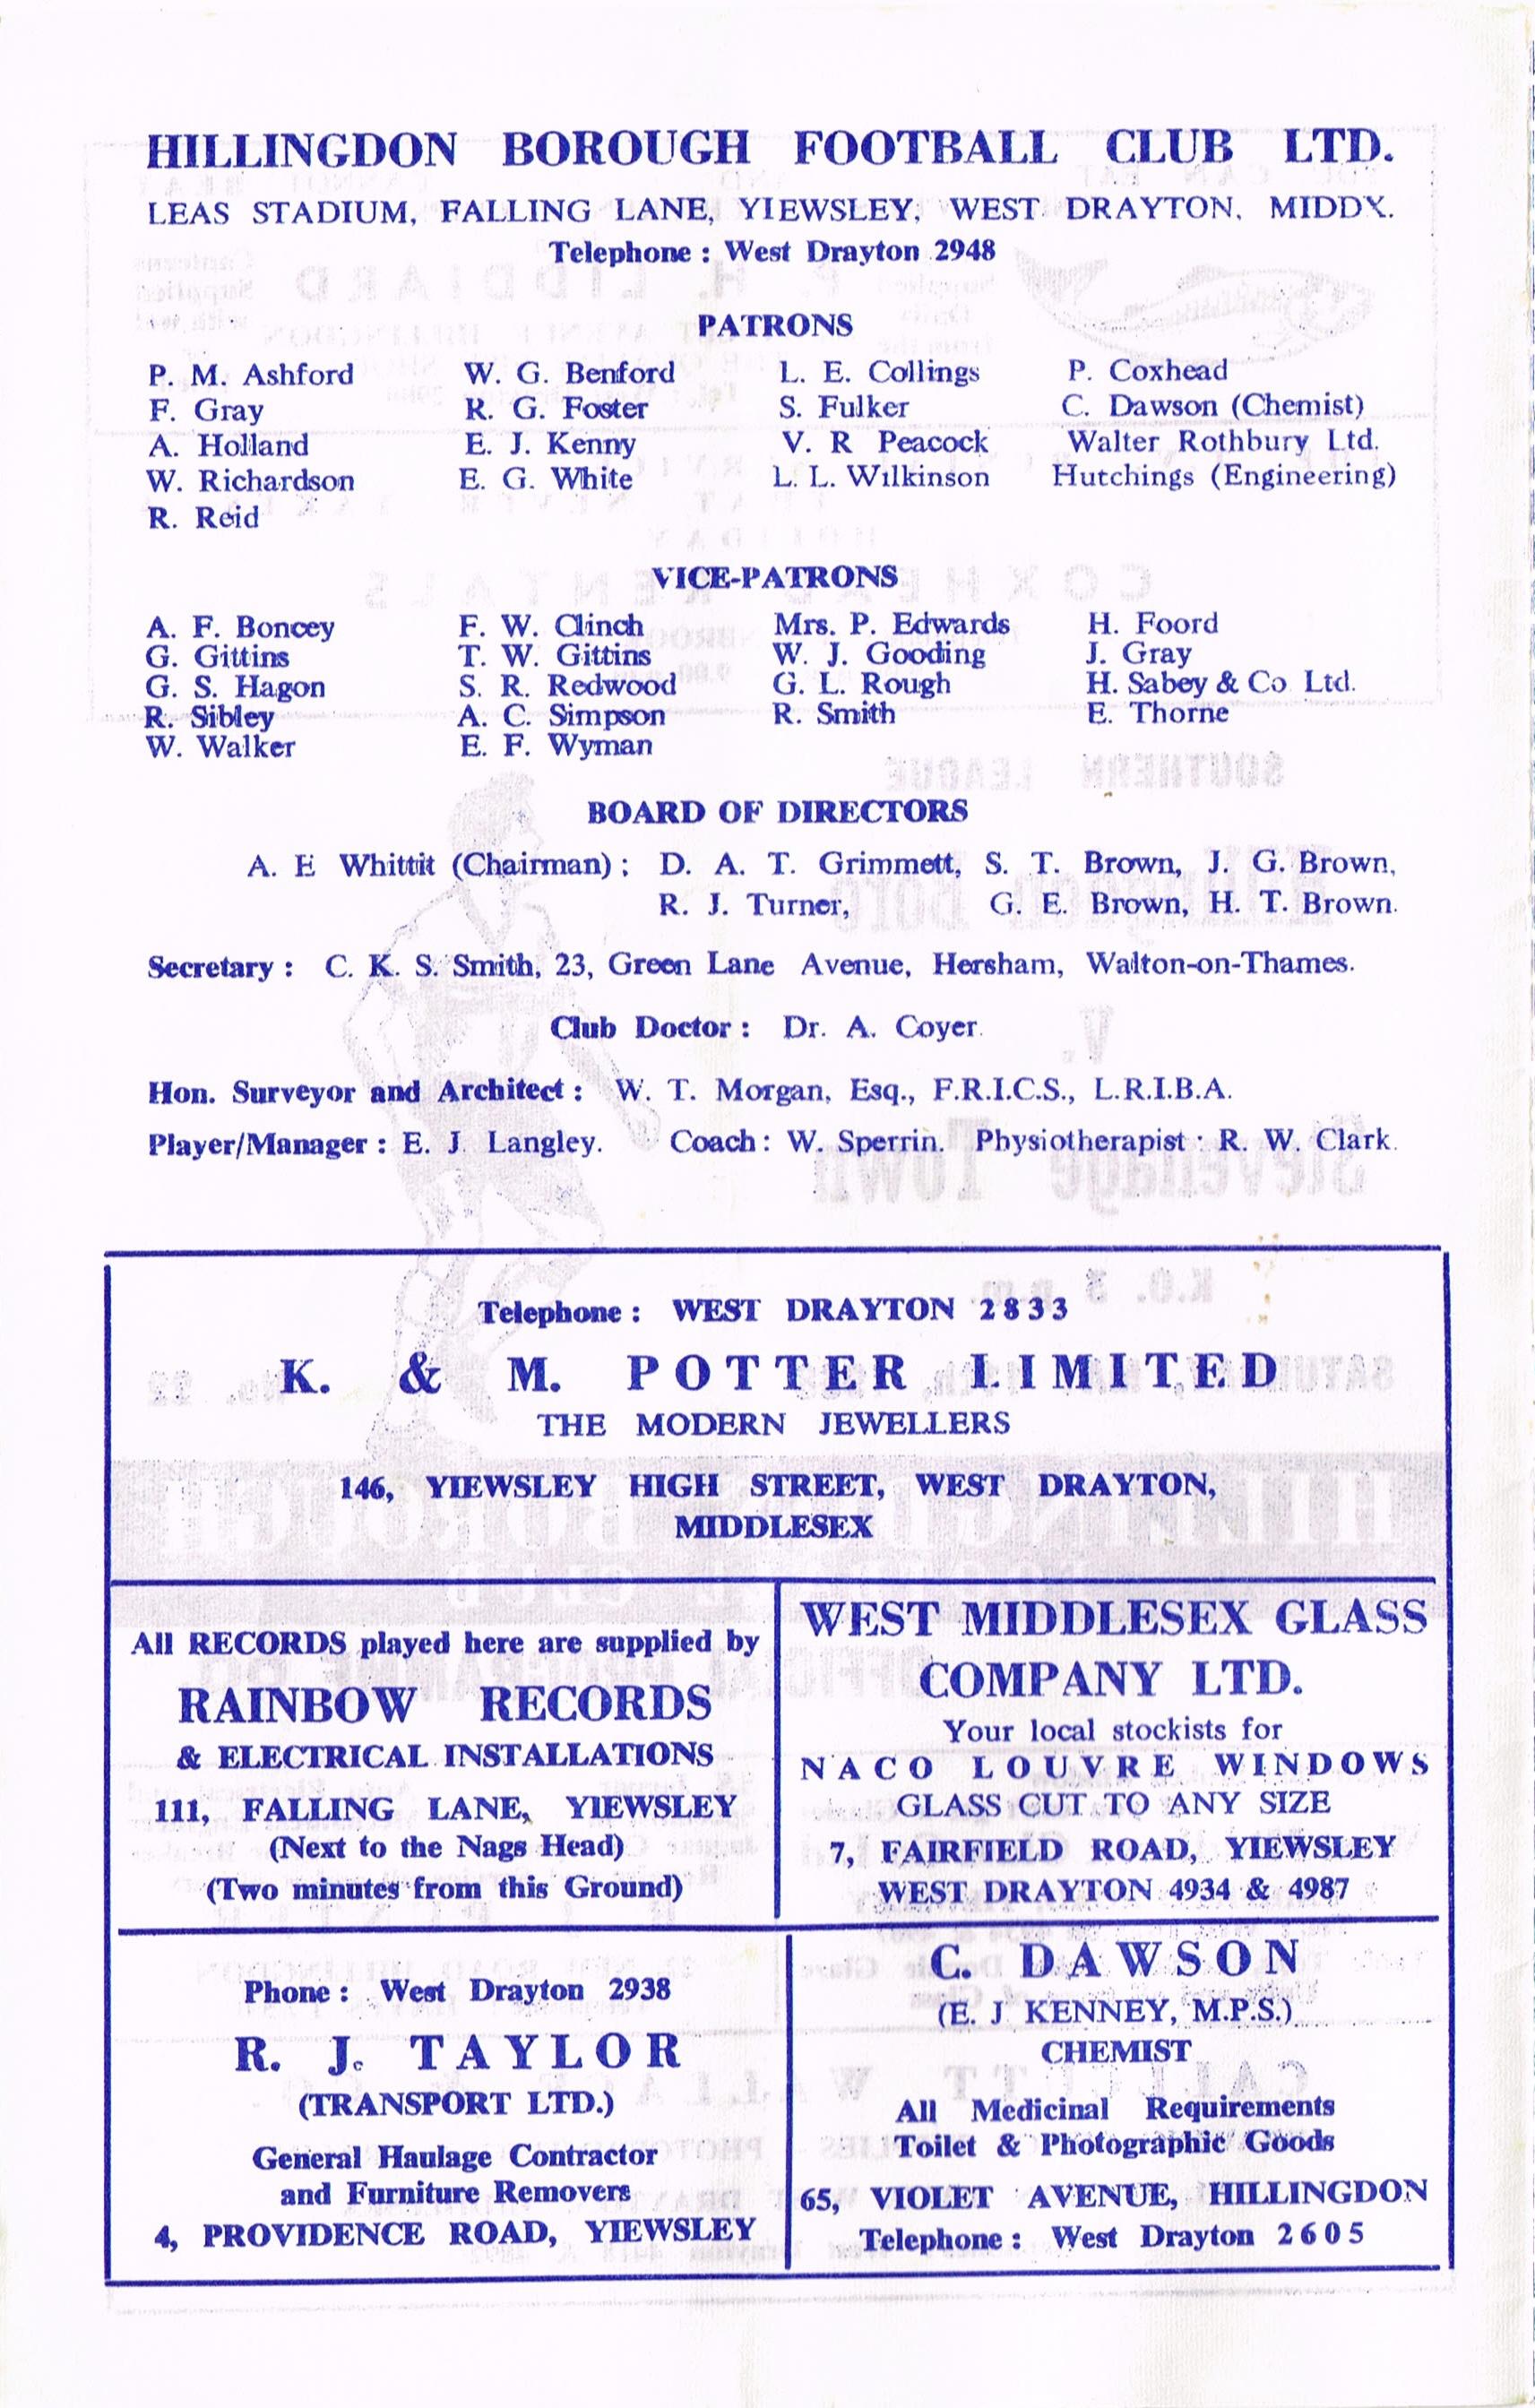 HILLINGDON BOROUGH FOOTBALL CLUB LTD.
LEAS STADIUM, FALLING LANE, YIEWSLEY, WEST DRAYTON, MIDDX.
Telephone : West Drayton 2948
PATRONS
P. M. Ashford W. G. Benford L. E. Collings P. Coxhead
F. Gray R. G. Foster S. Fulker C. Dawson (Chemist)
A. Holland E. J. Kenny V. R Peacock Walter Rothbury Ltd.
W. Richardson E. G. White L. L. Wilkinson Hutchings (Engineering)
R. Reid
VICE-PATRONS
A. F. Boncey F. W. Clinch Mrs. P. Edwards H. Foord
G. Gittins T. W. Gittins W. J. Gooding J. Gray
G. S. Hagon S. R. Redwood G. L. Rough H. Sabey & Co Ltd.
R. Sibley A. C. Simpson R. Smith E. Thorne
W. Walker E. F. Wyman
BOARD OF DIRECTORS
A. E Whittit (Chairman) ; D. A. T. Grimmett, S. T. Brown, J. G. Brown,
R. J. Turner, G. E. Brown, H. T. Brown.
Secretary : C. K. S. Smith, 23, Green Lane Avenue, Hersham, Walton-on-Thames.
Club Doctor : Dr. A. Coyer.
Hon. Surveyor and Architect : W. T. Morgan, Esq., F.R.I.C.S., L.R.I.B.A.
Player/Manager : E. J. Langley. Coach : W. Sperrin. Physiotherapist : R. W. Clark.
Telephone : WEST DRAYTON 2833
K. & M. POTTER LIMITED
THE MODERN JEWELLERS
146, YIEWSLEY HIGH STREET, WEST DRAYTON,
MIDDLESEX
All RECORDS played here are supplied by
RAINBOW RECORDS
& ELECTRICAL INSTALLATIONS
111, FALLING LANE, YIEWSLEY
(Next to the Nags Head)
(Two minutes from this Ground)
WEST MIDDLESEX GLASS
COMPANY LTD.
Your local stockists for
NACO LOUVRE WINDOWS
GLASS CUT TO ANY SIZE
7, FAIRFIELD ROAD, YIEWSLEY
WEST DRAYTON 4934 & 4987
Phone : West Drayton 2938
R. J. TAYLOR
(TRANSPORT LTD.)
General Haulage Contractor
and Furniture Removers
4, PROVIDENCE ROAD, YIEWSLEY
C. DAWSON
(E. J KENNEY, M.P.S.)
CHEMIST
All Medicinal Requirements
Toilet & Photographic Goods
65, VIOLET AVENUE, HILLINGDON
Telephone : West Drayton 2605